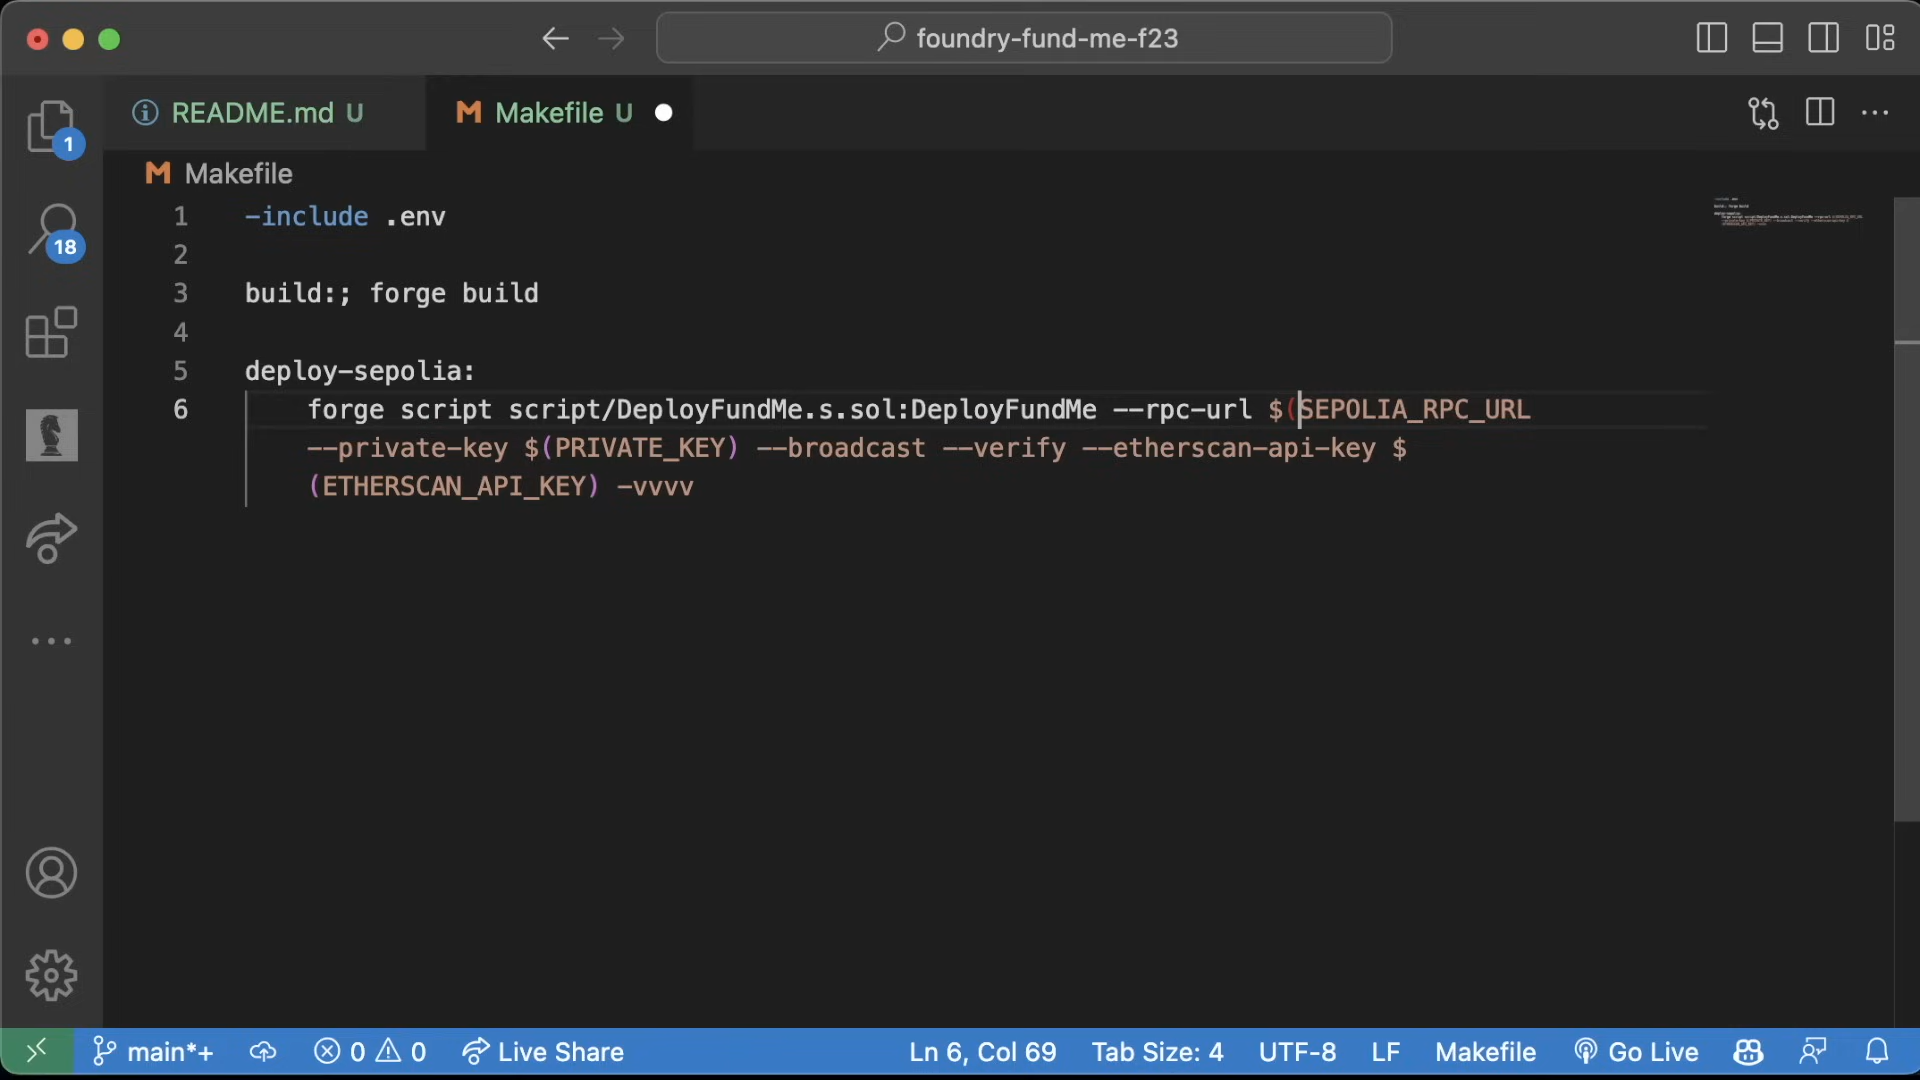 foundry-fund-me-f23
README.md U
Makefile U
1
Makefile
18
1 -include .env
2
3 build:; forge build
4
5 deploy-sepolia:
6 forge script script/DeployFundMe.s.sol:DeployFundMe --rpc-url $(SEPOLIA_RPC_URL
--private-key $(PRIVATE_KEY) --broadcast --verify --etherscan-api-key $
(ETHERSCAN_API_KEY) -vvvv
main*+ 0 0 Live Share Ln 6, Col 69 Tab Size: 4 UTF-8 LF Makefile Go Live